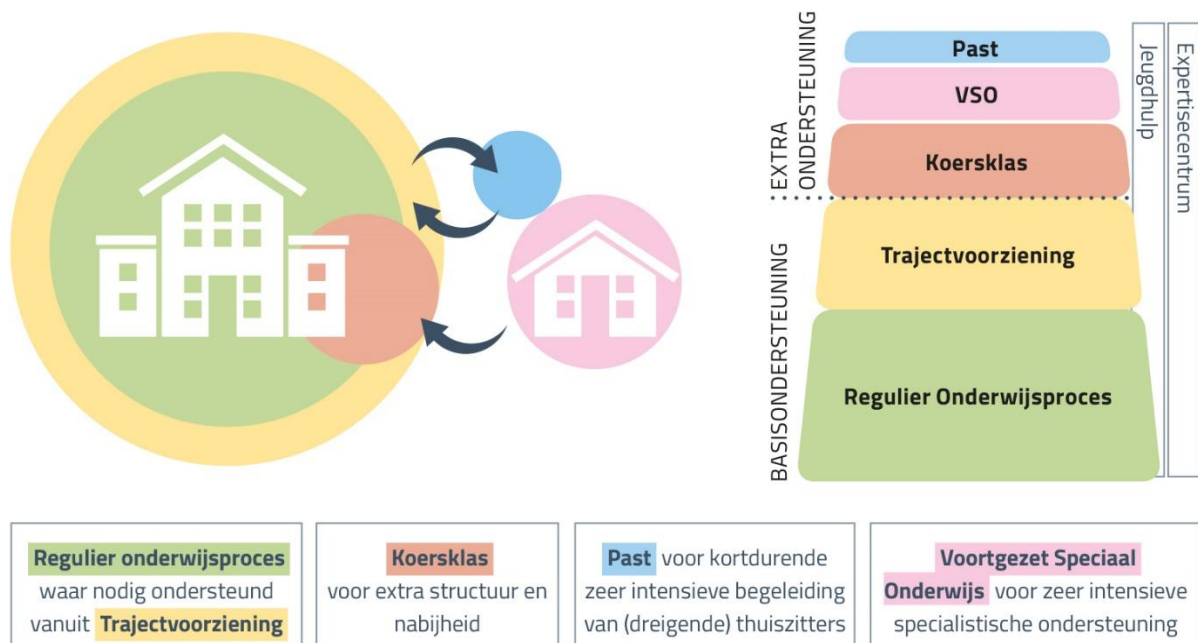 EXTRA
ONDERSTEUNING
BASISONDERSTEUNING
Past
VSO
Koersklas
Trajectvoorziening
Regulier Onderwijsproces
Jeugdhulp
Expertisecentrum
Regulier onderwijsproces
waar nodig ondersteund
vanuit Trajectvoorziening
Koersklas
voor extra structuur en
nabijheid
Past voor kortdurende
zeer intensieve begeleiding
van (dreigende) thuiszitters
Voortgezet Speciaal
Onderwijs voor zeer intensieve
specialistische ondersteuning